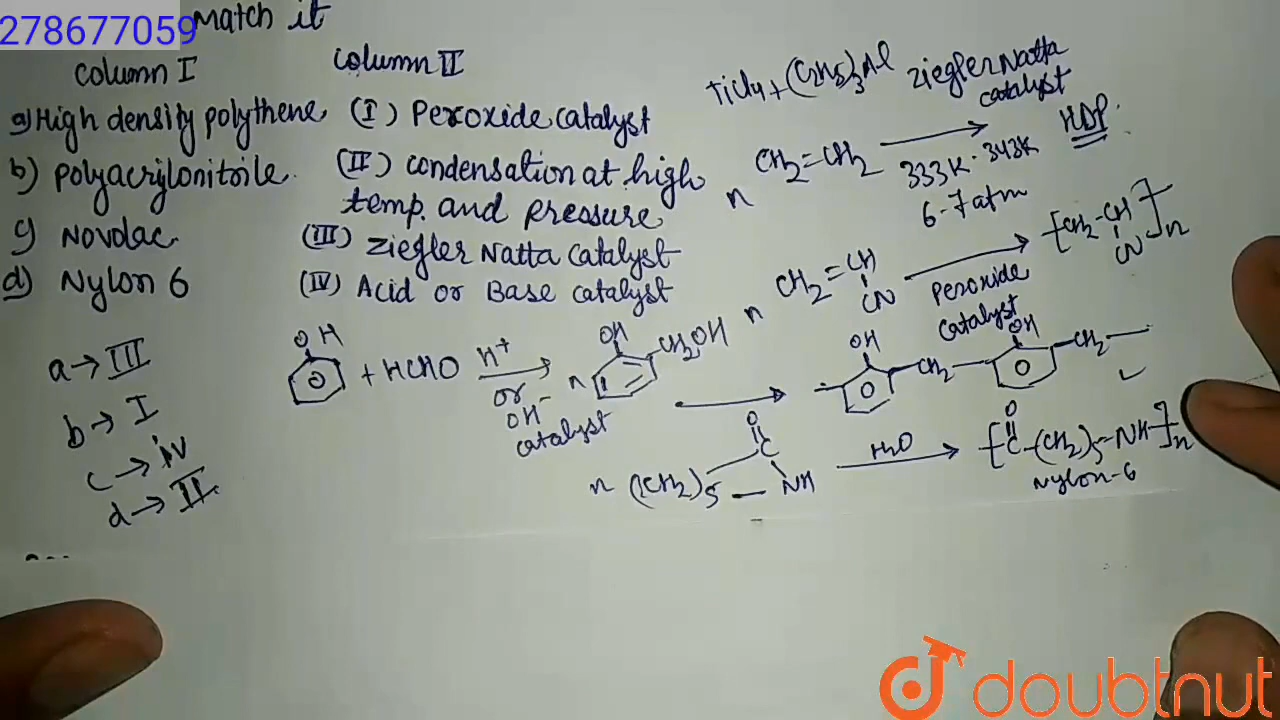 278677059
Match it
Column I
Column II
a) High density polythene
(I) Peroxide catalyst
b) Polyacrylonitrile
(II) condensation at high
temp. and pressure
c) Novolac
(III) Ziegler Natta catalyst
d) Nylon 6
(IV) Acid or Base catalyst
a→III
b→I
c→iv
d→II
TiCl4+(C2H5)3Al Ziegler Natta
catalyst
n CH2=CH2
333K-343K
6-7atm
HDP.
n CH2=CH
CN
Peroxide
catalyst
[CH2-CH]n
CN
OH
+ HCHO
H+
or
OH-
catalyst
n
OH
CH2OH
OH
CH2
OH
CH2
n (CH2)5 — NH
C
O
H2O
[C-(CH2)5-NH]n
O
Nylon-6
doubtnut